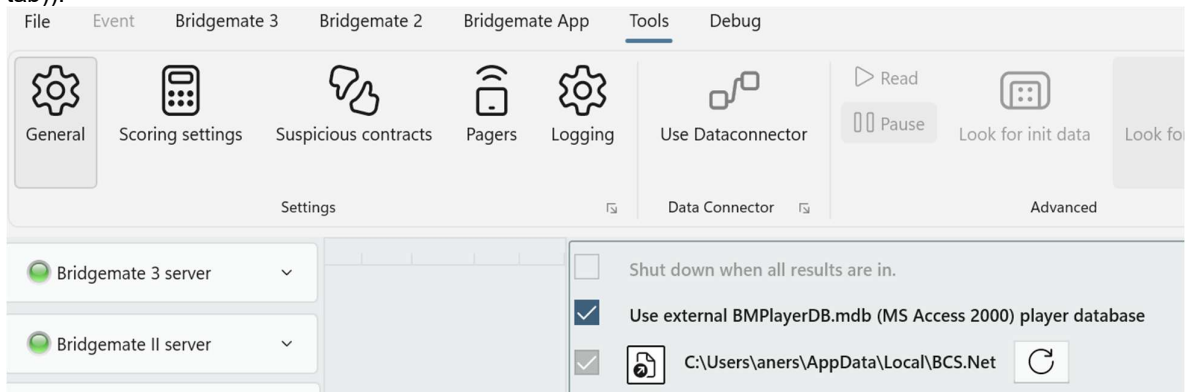 tab)).
File Event Bridgemate 3 Bridgemate 2 Bridgemate App Tools Debug
Read
Pause
General Scoring settings Suspicious contracts Pagers Logging Use Dataconnector Look for init data Look fo
Settings Data Connector Advanced
Bridgemate 3 server
Shut down when all results are in.
Use external BMPlayerDB.mdb (MS Access 2000) player database
Bridgemate II server
C:\Users\aners\AppData\Local\BCS.Net